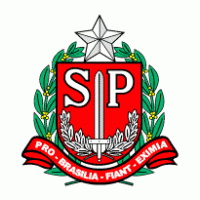 SP
PRO - BRASILIA - FIANT - EXIMIA